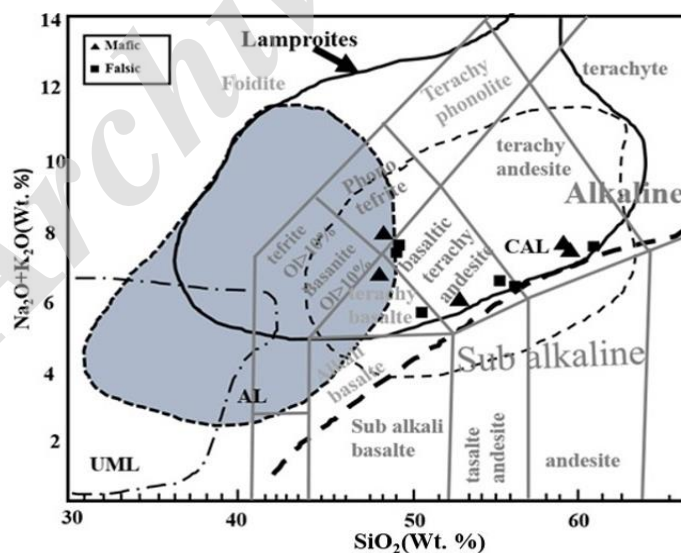 Archive
14
12
10
8
6
4
2
Na₂O+K₂O(Wt. %)
Mafic
Falsic
Lamproites
Foidite
Terachy
phonolite
terachyte
Phono
tefrite
terachy
andesite
Alkaline
tefrite
Ol>10%
Basanite
Ol>10%
basaltic
terachy
andesite
CAL
terachy
basalte
Sub alkaline
Alkali
basalte
AL
UML
Sub alkali
basalte
tasalte
andesite
andesite
30
40
50
60
SiO₂(Wt. %)